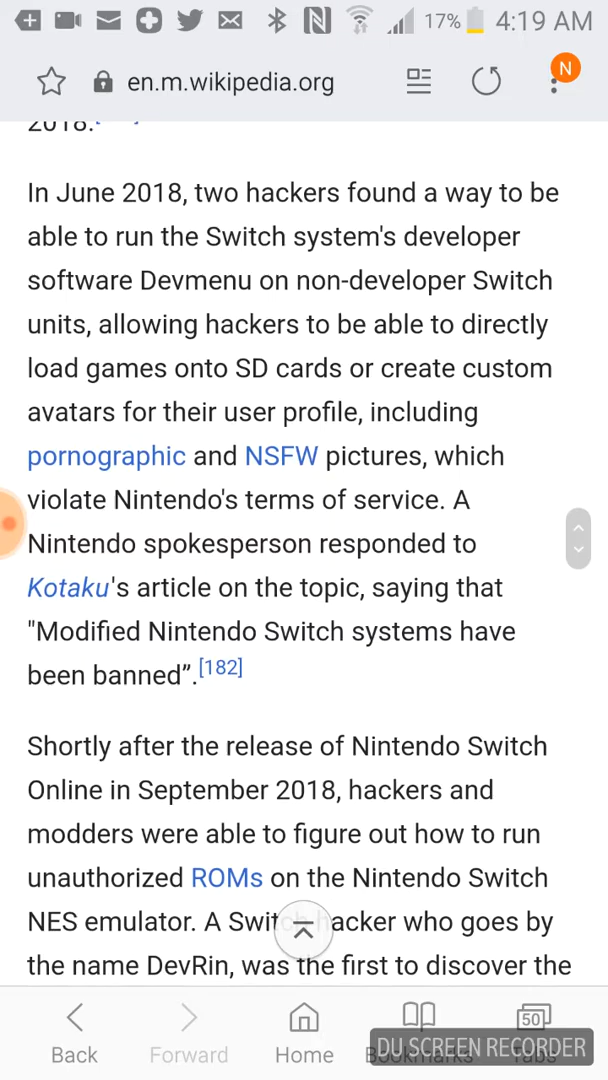 17% 4:19 AM
en.m.wikipedia.org
N
2018.
In June 2018, two hackers found a way to be
able to run the Switch system's developer
software Devmenu on non-developer Switch
units, allowing hackers to be able to directly
load games onto SD cards or create custom
avatars for their user profile, including
pornographic and NSFW pictures, which
violate Nintendo's terms of service. A
Nintendo spokesperson responded to
Kotaku's article on the topic, saying that
"Modified Nintendo Switch systems have
been banned”.[182]
Shortly after the release of Nintendo Switch
Online in September 2018, hackers and
modders were able to figure out how to run
unauthorized ROMs on the Nintendo Switch
NES emulator. A Switch hacker who goes by
the name DevRin, was the first to discover the
50
Back Forward Home Bookmarks Tabs
DU SCREEN RECORDER